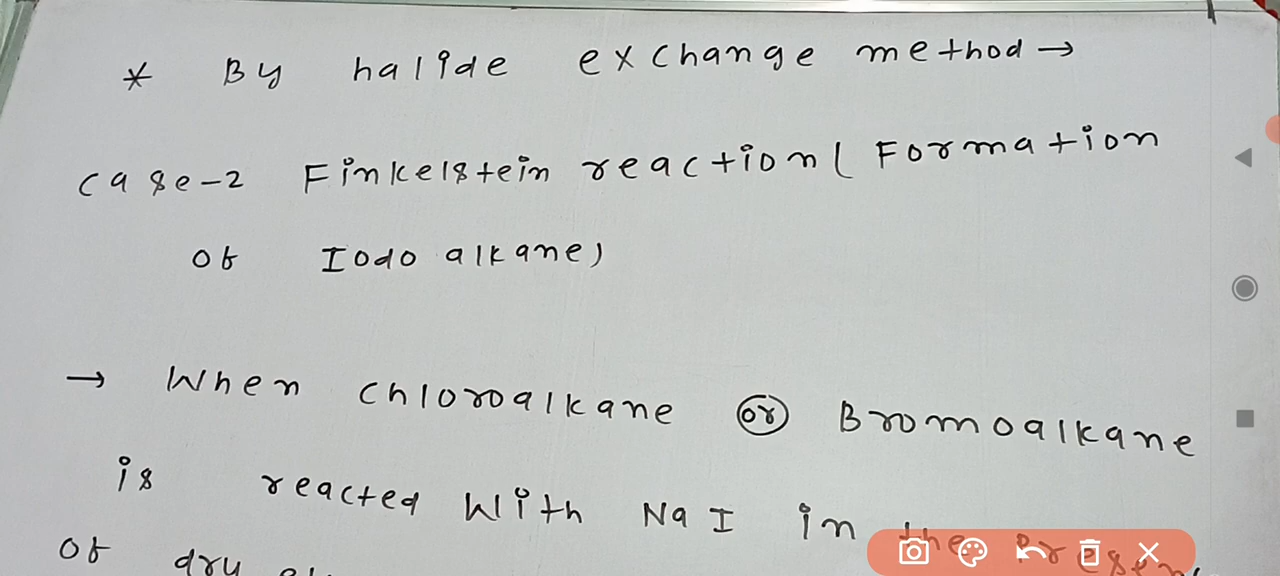 * By halide exchange method →
case-2 Finkelstein reaction ( Formation
of Iodo alkane)
→ When chloroalkane or Bromoalkane
is reacted With NaI in the
of dry